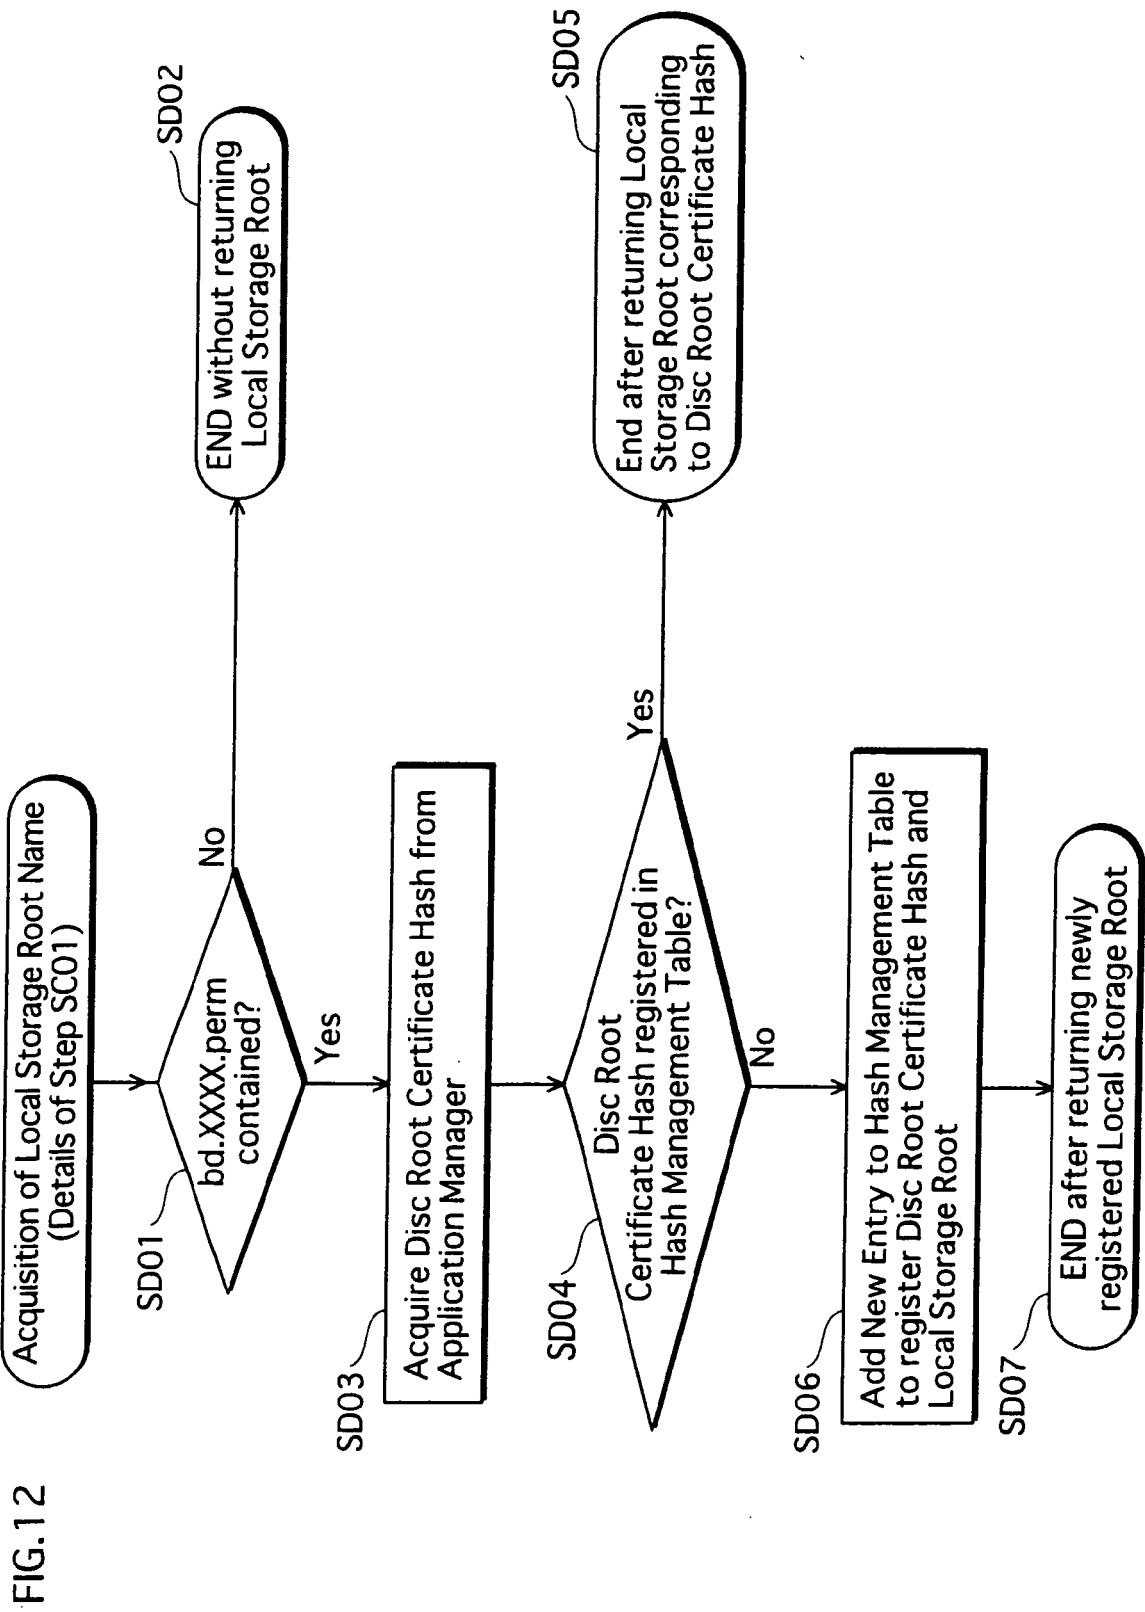 FIG.12
Acquisition of Local Storage Root Name
(Details of Step SC01)
SD01
bd.XXXX.perm
contained?
No
SD02
END without returning
Local Storage Root
Yes
SD03
Acquire Disc Root Certificate Hash from
Application Manager
SD04
Disc Root
Certificate Hash registered in
Hash Management Table?
Yes
SD05
End after returning Local
Storage Root corresponding
to Disc Root Certificate Hash
No
SD06
Add New Entry to Hash Management Table
to register Disc Root Certificate Hash and
Local Storage Root
SD07
END after returning newly
registered Local Storage Root